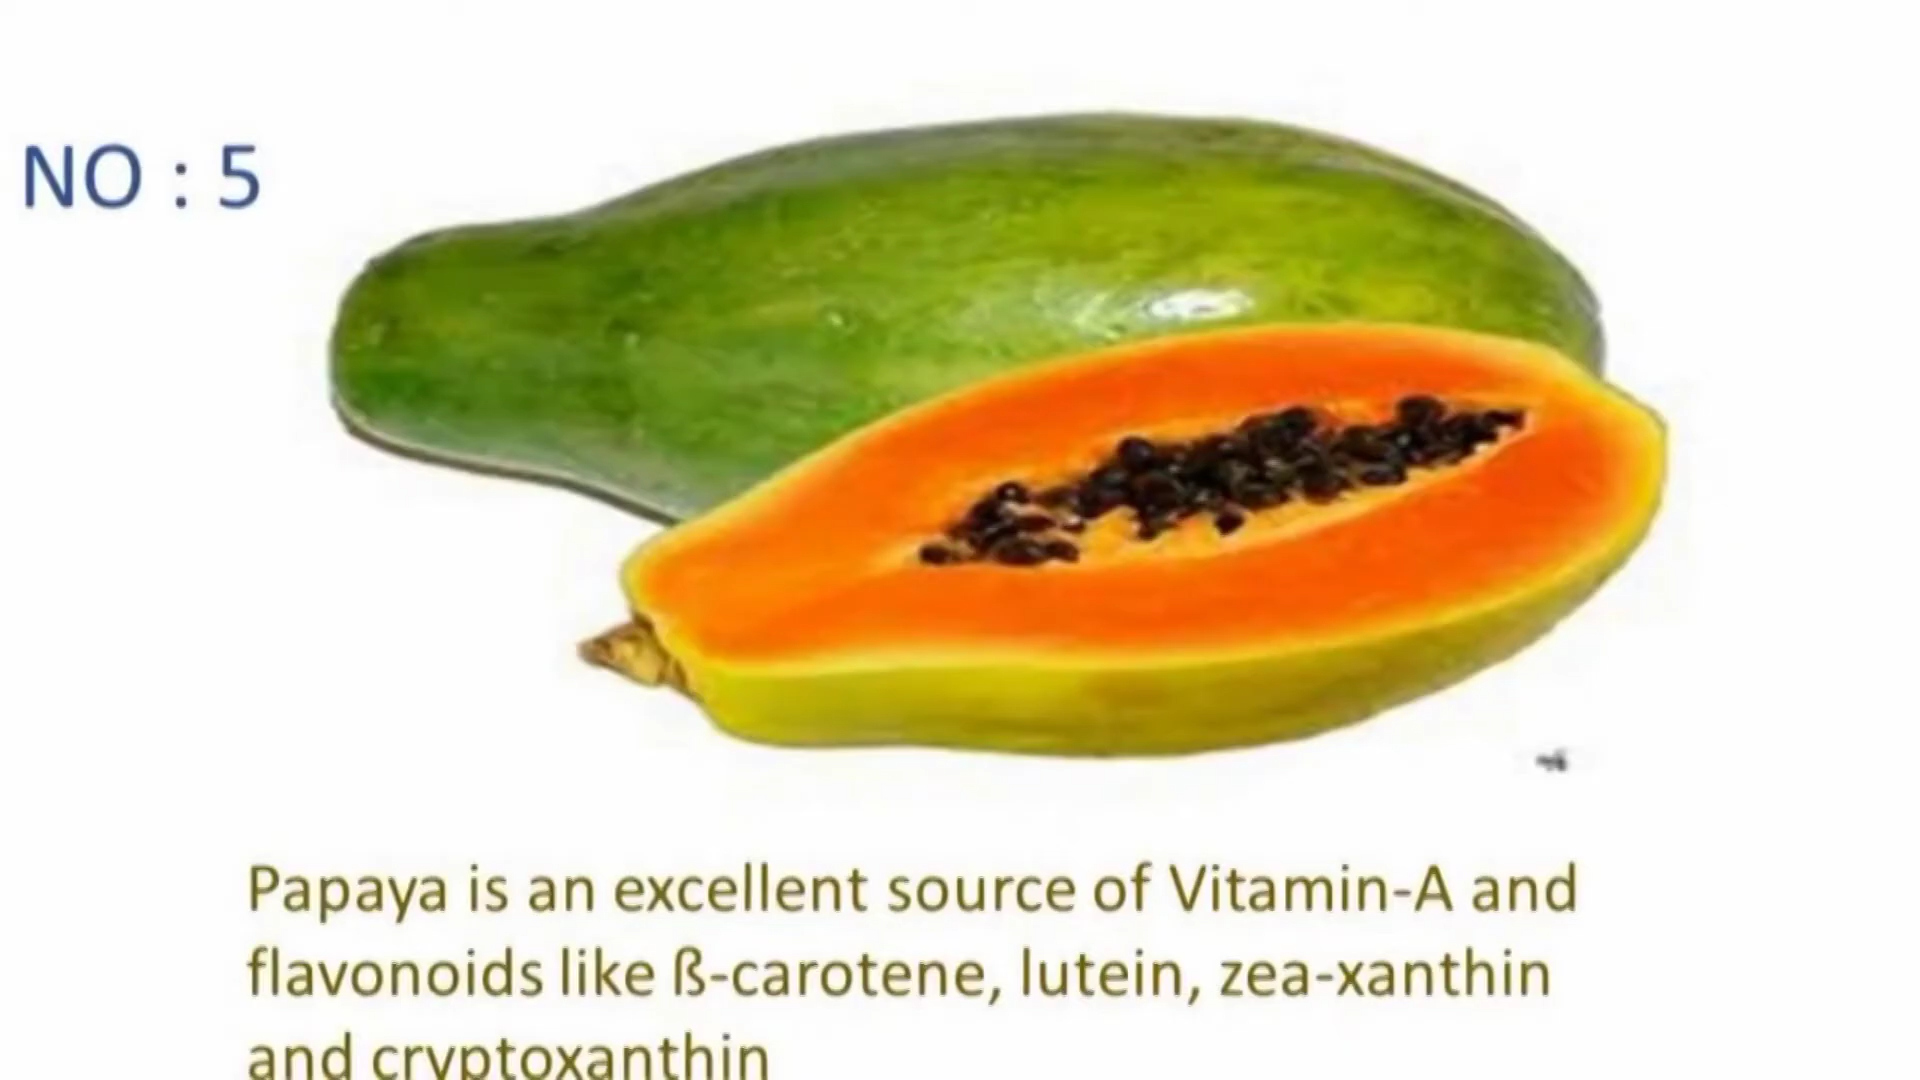 NO : 5
Papaya is an excellent source of Vitamin-A and
flavonoids like ß-carotene, lutein, zea-xanthin
and cryptoxanthin